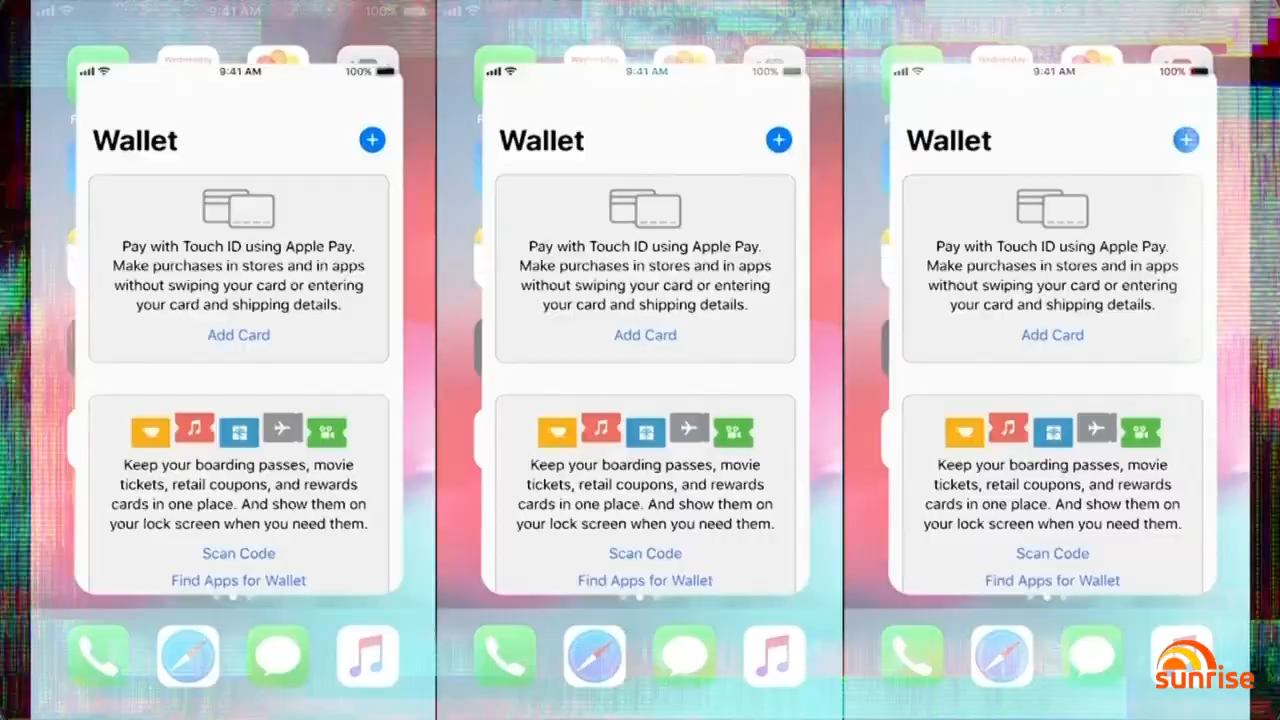 9:41 AM 100%
Wallet
Pay with Touch ID using Apple Pay.
Make purchases in stores and in apps
without swiping your card or entering
your card and shipping details.
Add Card
Keep your boarding passes, movie
tickets, retail coupons, and rewards
cards in one place. And show them on
your lock screen when you need them.
Scan Code
Find Apps for Wallet
9:41 AM 100%
Wallet
Pay with Touch ID using Apple Pay.
Make purchases in stores and in apps
without swiping your card or entering
your card and shipping details.
Add Card
Keep your boarding passes, movie
tickets, retail coupons, and rewards
cards in one place. And show them on
your lock screen when you need them.
Scan Code
Find Apps for Wallet
9:41 AM 100%
Wallet
Pay with Touch ID using Apple Pay.
Make purchases in stores and in apps
without swiping your card or entering
your card and shipping details.
Add Card
Keep your boarding passes, movie
tickets, retail coupons, and rewards
cards in one place. And show them on
your lock screen when you need them.
Scan Code
Find Apps for Wallet
sunrise